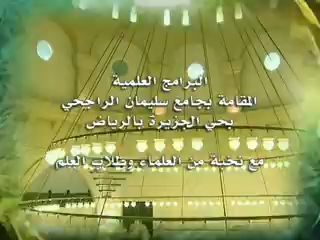 البرامج العلمية
المقامة بجامع سليمان الراجحي
بحي الجزيرة بالرياض
مع نخبة من العلماء وطلاب العلم